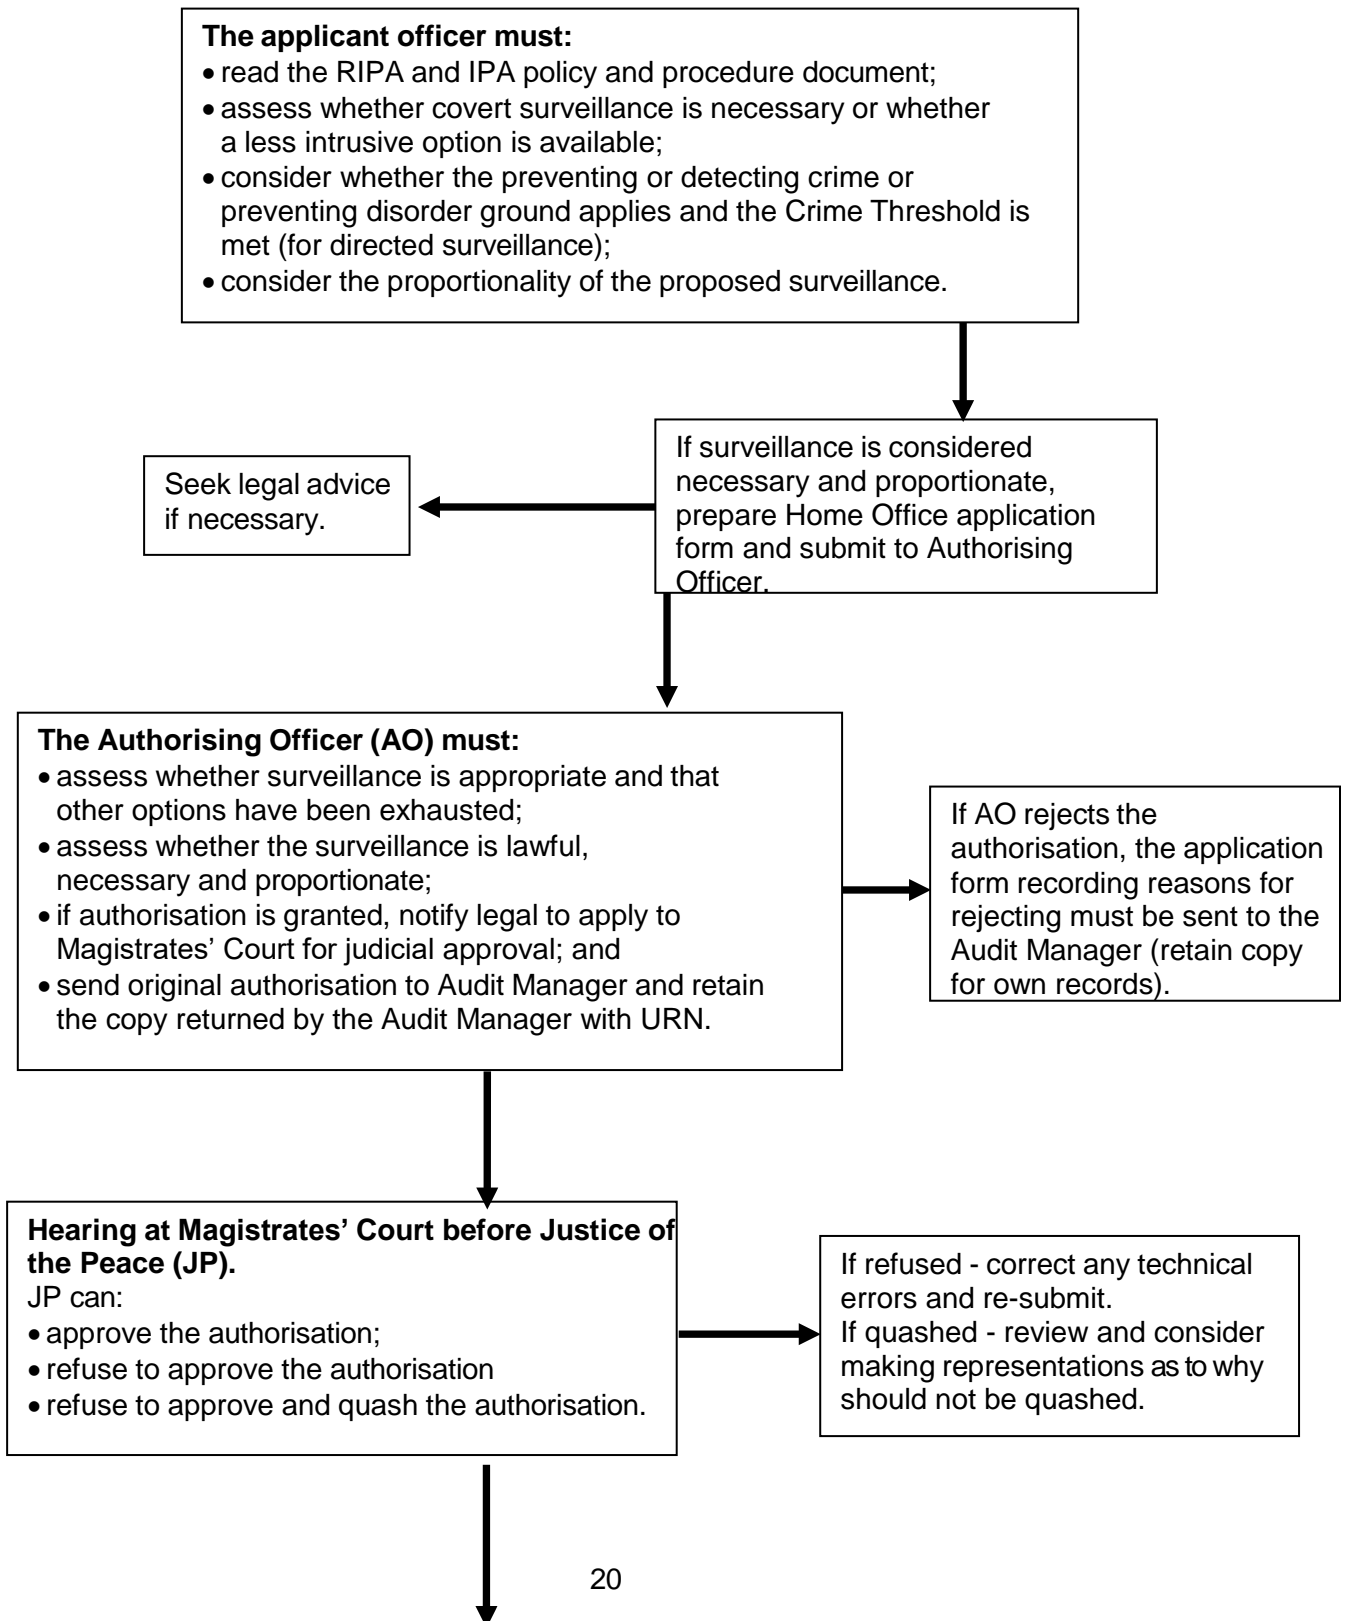 The applicant officer must:
• read the RIPA and IPA policy and procedure document;
• assess whether covert surveillance is necessary or whether
a less intrusive option is available;
• consider whether the preventing or detecting crime or
preventing disorder ground applies and the Crime Threshold is
met (for directed surveillance);
• consider the proportionality of the proposed surveillance.
If surveillance is considered
necessary and proportionate,
prepare Home Office application
form and submit to Authorising
Officer.
Seek legal advice
if necessary.
The Authorising Officer (AO) must:
• assess whether surveillance is appropriate and that
other options have been exhausted;
• assess whether the surveillance is lawful,
necessary and proportionate;
• if authorisation is granted, notify legal to apply to
Magistrates’ Court for judicial approval; and
• send original authorisation to Audit Manager and retain
the copy returned by the Audit Manager with URN.
If AO rejects the
authorisation, the application
form recording reasons for
rejecting must be sent to the
Audit Manager (retain copy
for own records).
Hearing at Magistrates’ Court before Justice of
the Peace (JP).
JP can:
• approve the authorisation;
• refuse to approve the authorisation
• refuse to approve and quash the authorisation.
If refused - correct any technical
errors and re-submit.
If quashed - review and consider
making representations as to why
should not be quashed.
20